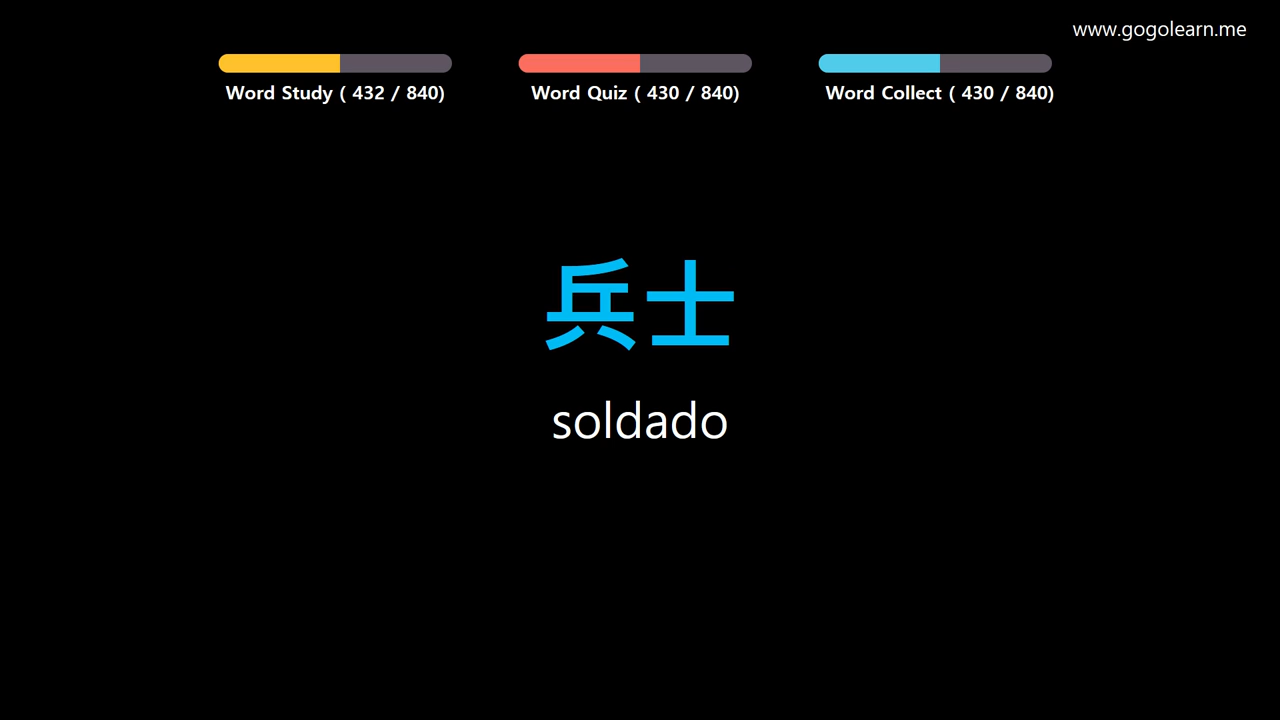 www.gogolearn.me
Word Study ( 432 / 840)
Word Quiz ( 430 / 840)
Word Collect ( 430 / 840)
兵士
soldado